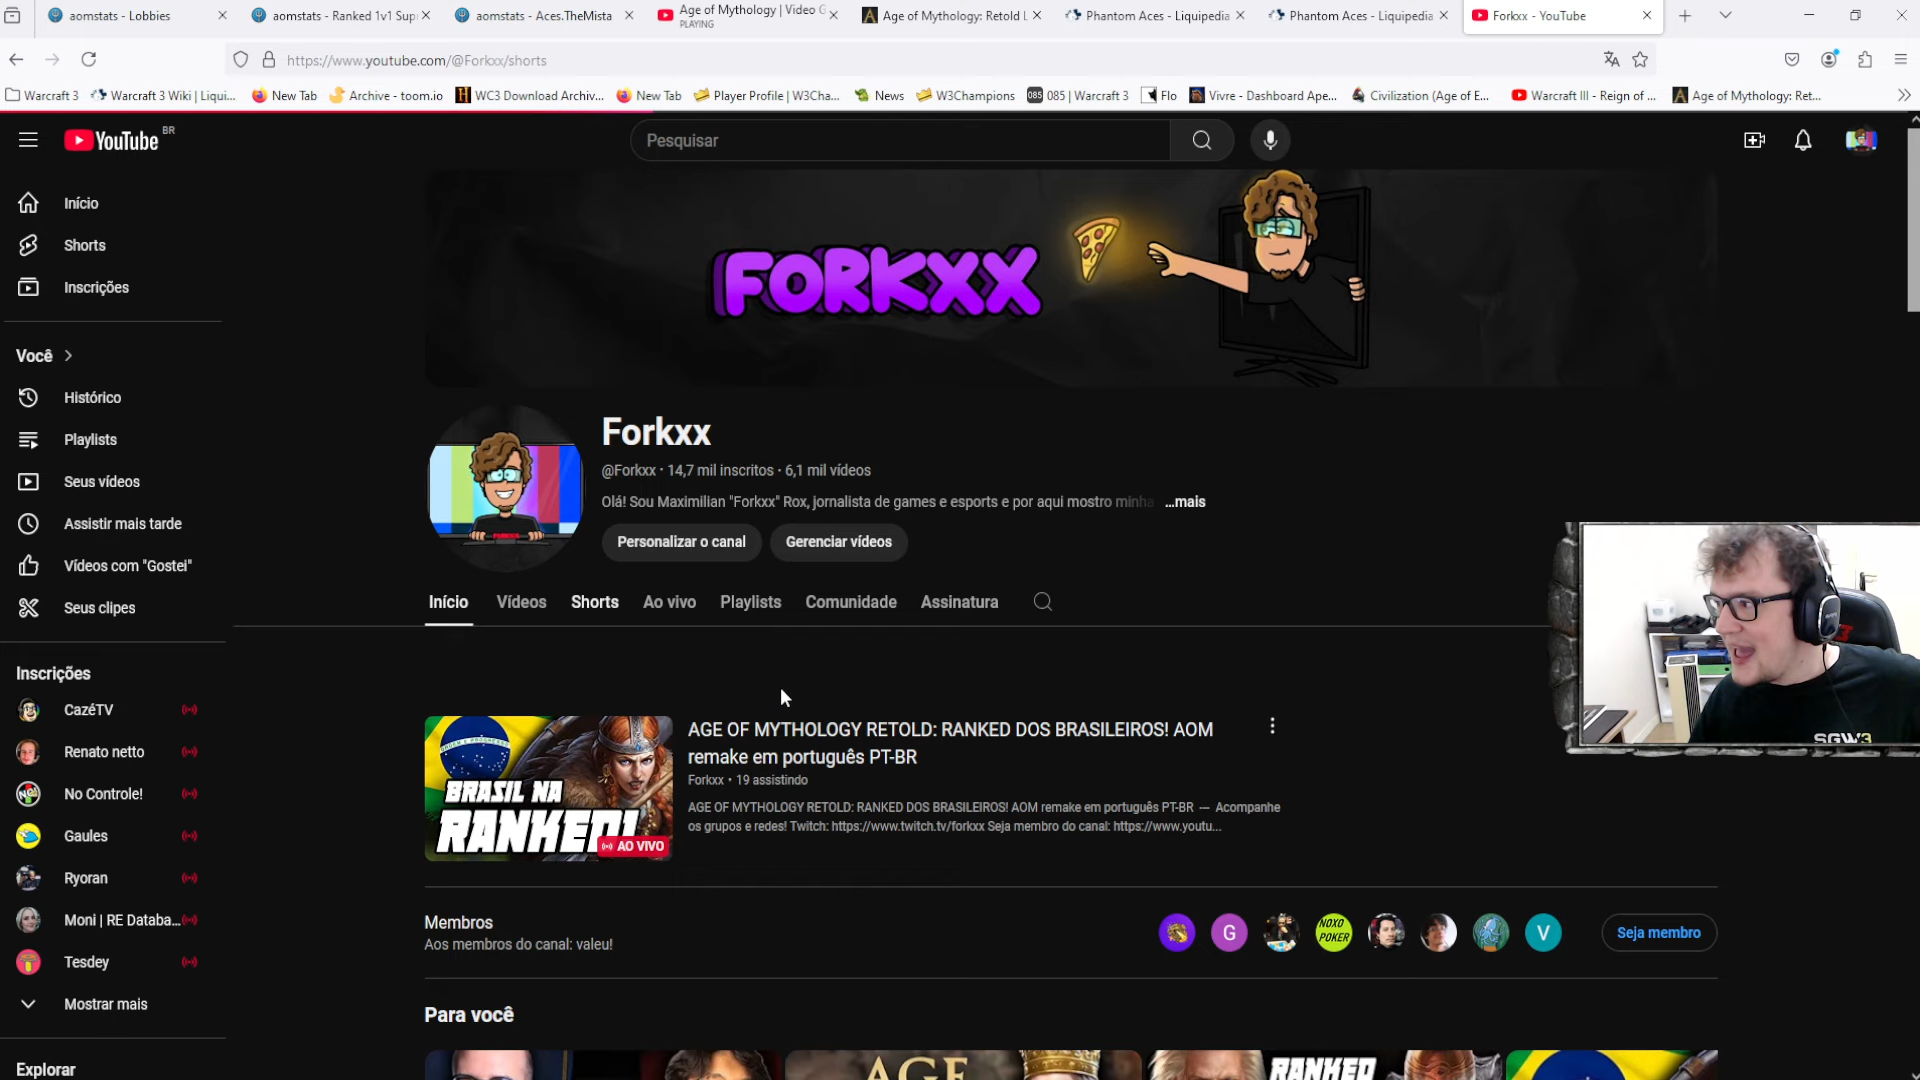 aomstats - Lobbies
aomstats - Ranked 1v1 Sup
aomstats - Aces.TheMista
Age of Mythology | Video G
PLAYING
Age of Mythology: Retold L
Phantom Aces - Liquipedia
Phantom Aces - Liquipedia
Forkxx - YouTube
https://www.youtube.com/@Forkxx/shorts
Warcraft 3
Warcraft 3 Wiki | Liqui...
New Tab
Archive - toom.io
WC3 Download Archiv...
New Tab
Player Profile | W3Cha...
News
W3Champions
085 | Warcraft 3
Flo
Vivre - Dashboard Ape...
Civilization (Age of E...
Warcraft III - Reign of ...
Age of Mythology: Ret...
YouTube BR
Pesquisar
Início
Shorts
Inscrições
Você
Histórico
Playlists
Seus vídeos
Assistir mais tarde
Vídeos com "Gostei"
Seus clipes
Inscrições
CazéTV
Renato netto
No Controle!
Gaules
Ryoran
Moni | RE Databa...
Tesdey
Mostrar mais
Explorar
FORKXX
Forkxx
@Forkxx • 14,7 mil inscritos • 6,1 mil vídeos
Olá! Sou Maximilian "Forkxx" Rox, jornalista de games e esports e por aqui mostro minha ...mais
Personalizar o canal
Gerenciar vídeos
Início
Vídeos
Shorts
Ao vivo
Playlists
Comunidade
Assinatura
BRASIL NA
RANKED!
AO VIVO
AGE OF MYTHOLOGY RETOLD: RANKED DOS BRASILEIROS! AOM
remake em português PT-BR
Forkxx • 19 assistindo
AGE OF MYTHOLOGY RETOLD: RANKED DOS BRASILEIROS! AOM remake em português PT-BR — Acompanhe
os grupos e redes! Twitch: https://www.twitch.tv/forkxx Seja membro do canal: https://www.youtu...
Membros
Aos membros do canal: valeu!
G
NOXO
POKER
V
Seja membro
Para você
AGE
RANKED
SGW3